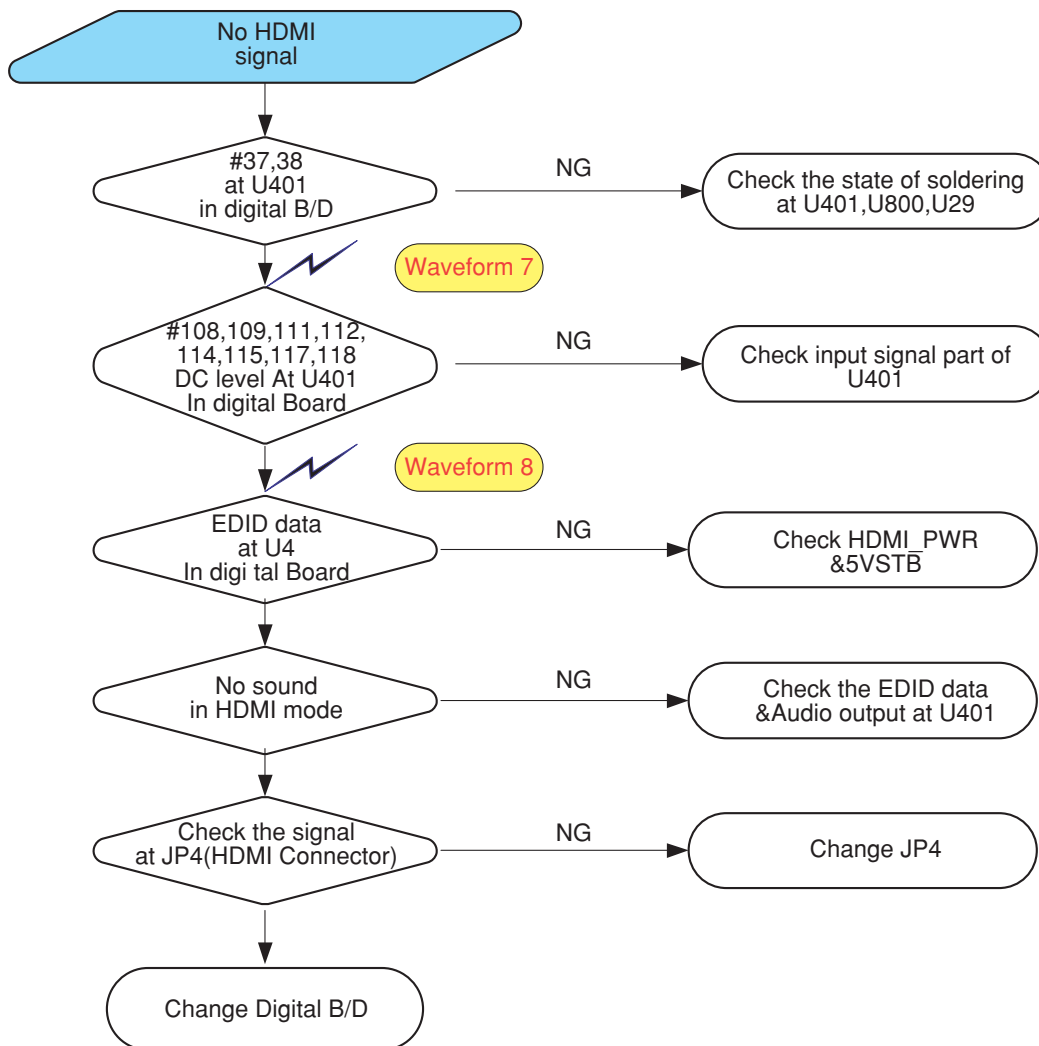 No HDMI
signal
#37,38
at U401
in digital B/D
NG
Check the state of soldering
at U401,U800,U29
Waveform 7
#108,109,111,112,
114,115,117,118
DC level At U401
In digital Board
NG
Check input signal part of
U401
Waveform 8
EDID data
at U4
In digi tal Board
NG
Check HDMI_PWR
&5VSTB
No sound
in HDMI mode
NG
Check the EDID data
&Audio output at U401
Check the signal
at JP4(HDMI Connector)
NG
Change JP4
Change Digital B/D